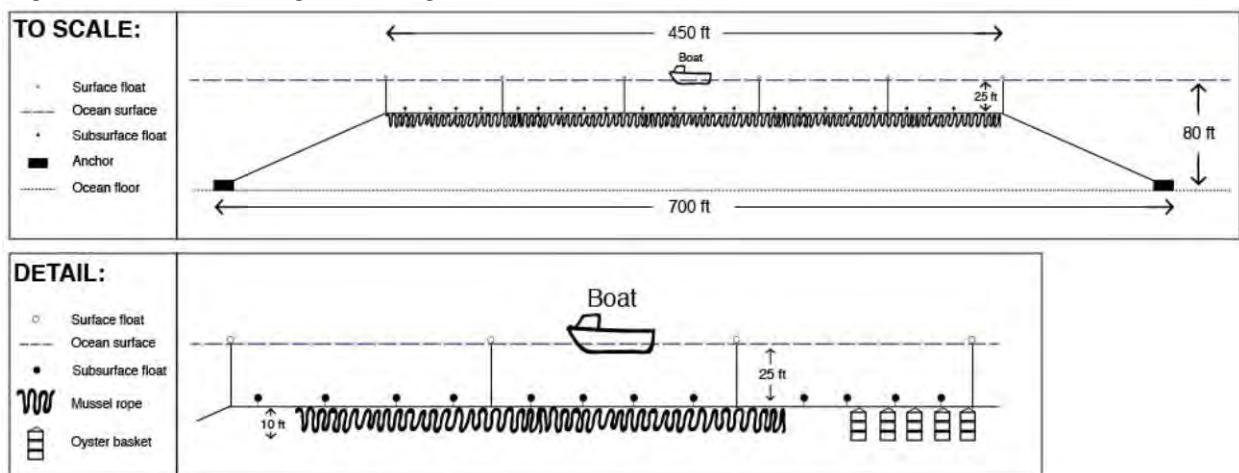 TO SCALE:
Surface float
Ocean surface
Subsurface float
Anchor
Ocean floor
450 ft
Boat
25 ft
80 ft
700 ft
DETAIL:
Surface float
Ocean surface
Subsurface float
Mussel rope
Oyster basket
Boat
25 ft
10 ft